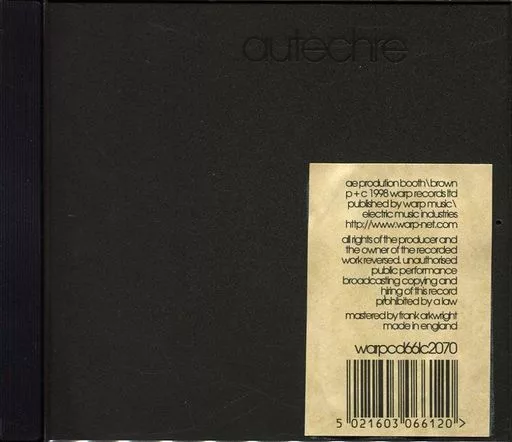 autechre
ae prodution booth\brown
p+c 1998 warp records ltd
published by warp music\
electric music industries
http://www.warp-net.com
all rights of the producer and
the owner of the recorded
work reversed. unauthorised
public performance
broadcasting copying and
hiring of this record
prohibited by a law
mastered by frank arkwright
made in england
warpcd66lc2070
5 021603 066120 >